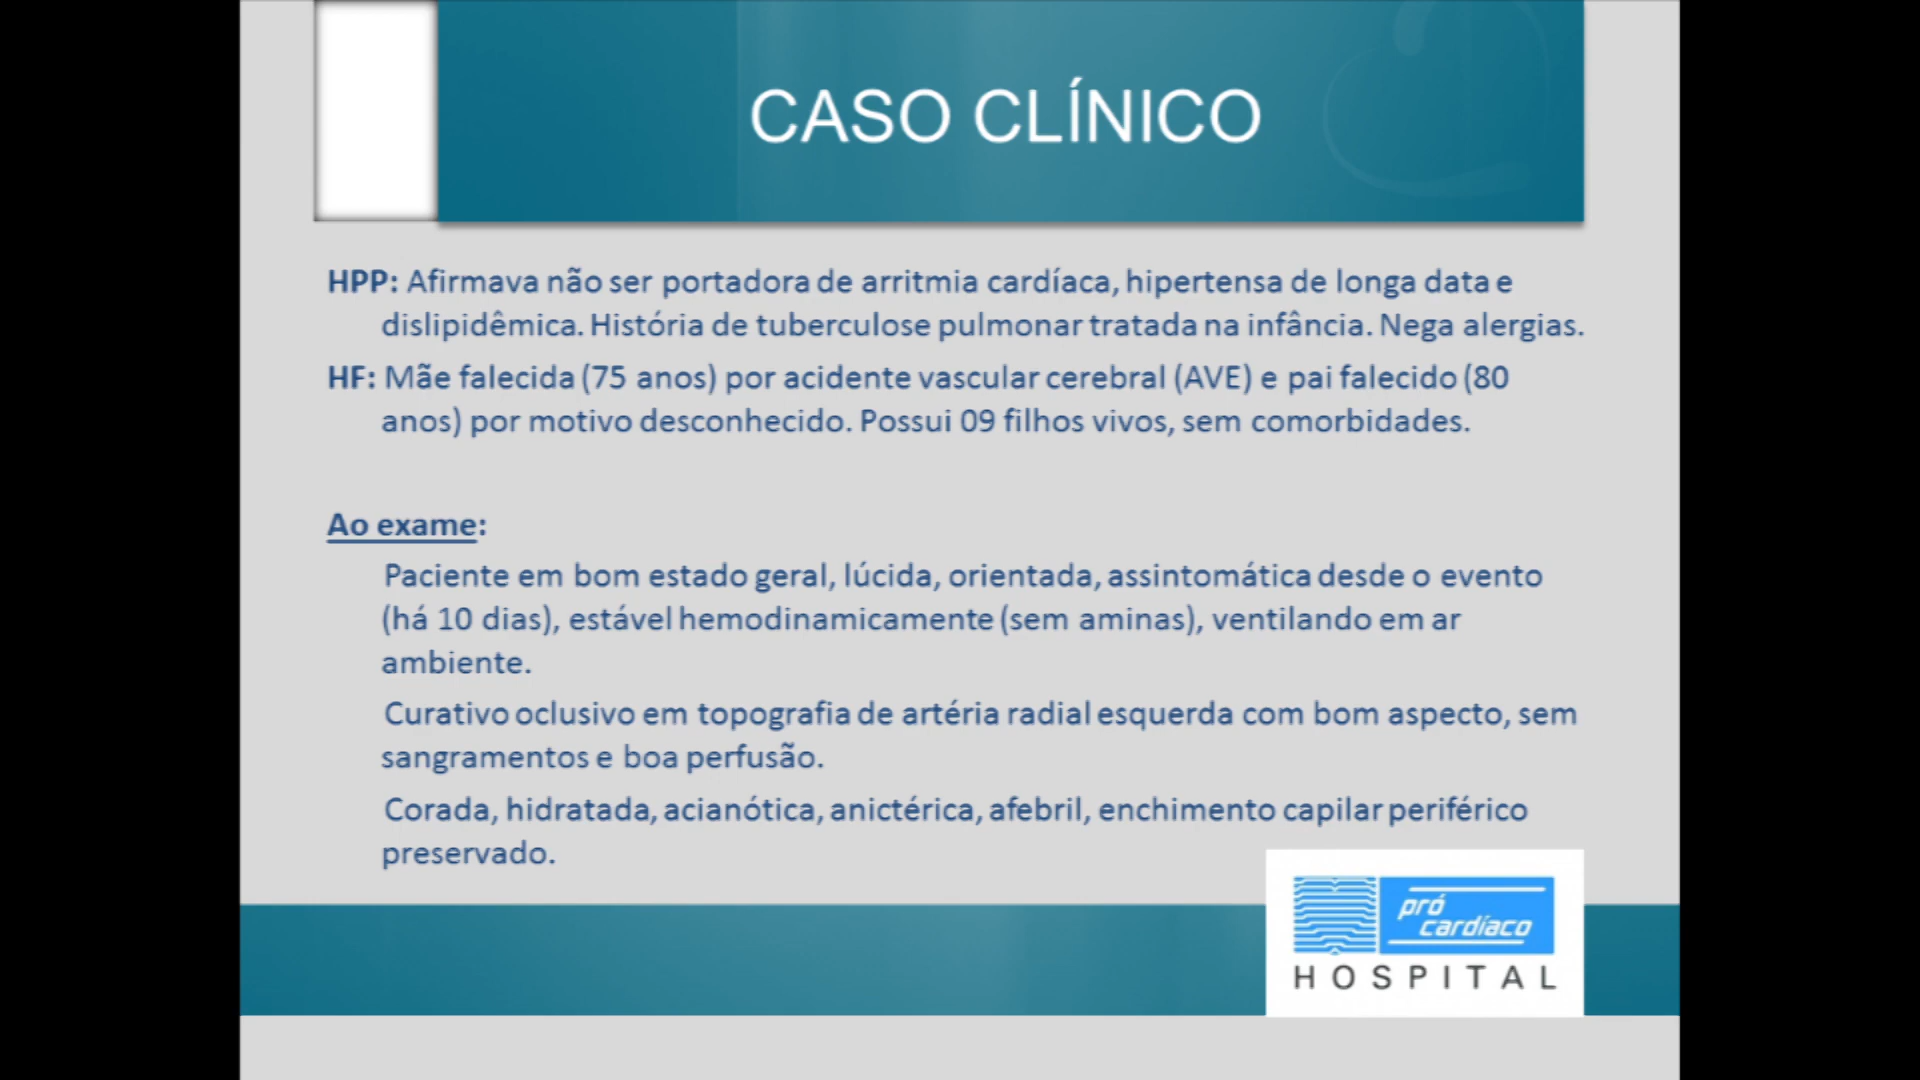 CASO CLÍNICO
HPP: Afirmava não ser portadora de arritmia cardíaca, hipertensa de longa data e
dislipidêmica. História de tuberculose pulmonar tratada na infância. Nega alergias.
HF: Mãe falecida (75 anos) por acidente vascular cerebral (AVE) e pai falecido (80
anos) por motivo desconhecido. Possui 09 filhos vivos, sem comorbidades.
Ao exame:
Paciente em bom estado geral, lúcida, orientada, assintomática desde o evento
(há 10 dias), estável hemodinamicamente (sem aminas), ventilando em ar
ambiente.
Curativo oclusivo em topografia de artéria radial esquerda com bom aspecto, sem
sangramentos e boa perfusão.
Corada, hidratada, acianótica, anictérica, afebril, enchimento capilar periférico
preservado.
pró
cardíaco
HOSPITAL